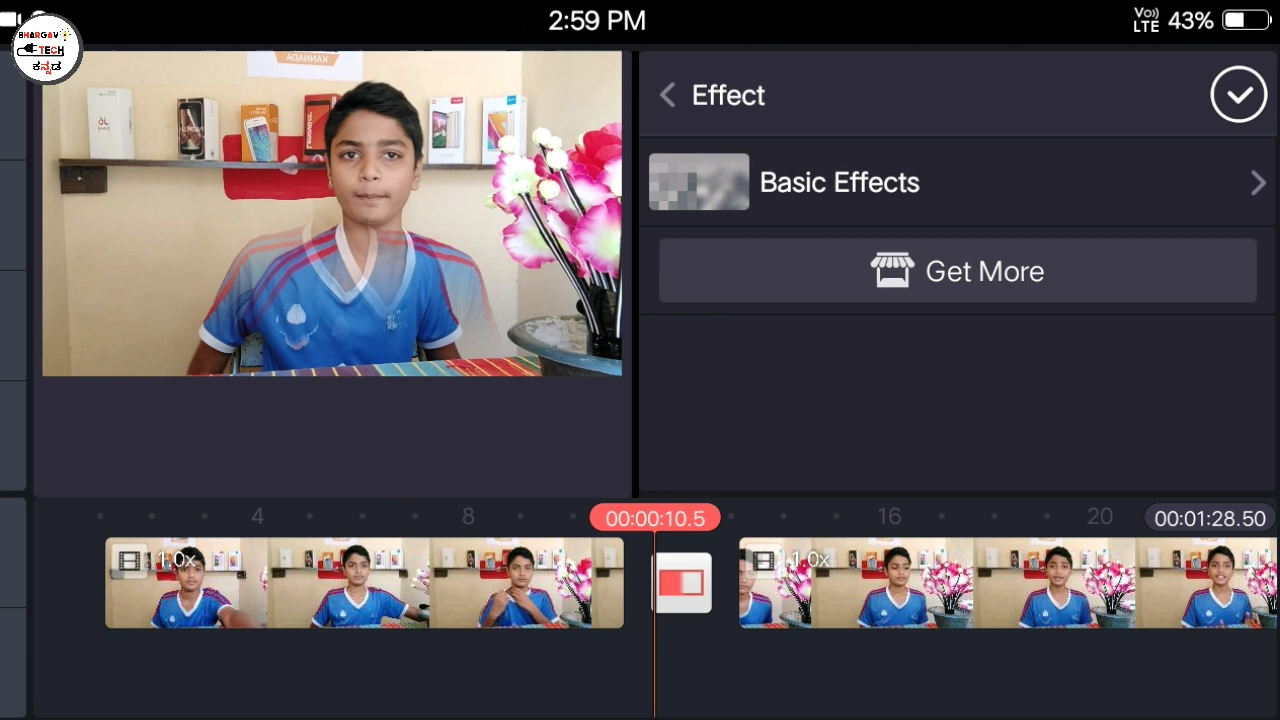 2:59 PM
Vo))
LTE
43%
BHARGAV
TECH
ಕನ್ನಡ
KANNADA
Effect
Basic Effects
Get More
4
8
00:00:10.5
16
20
00:01:28.50
1.0x
1.0x